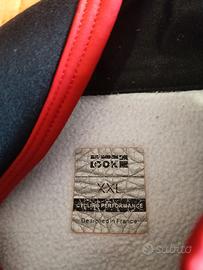 LOOK
XXL
CYCLING PERFORMANCE
Designed in France
subito